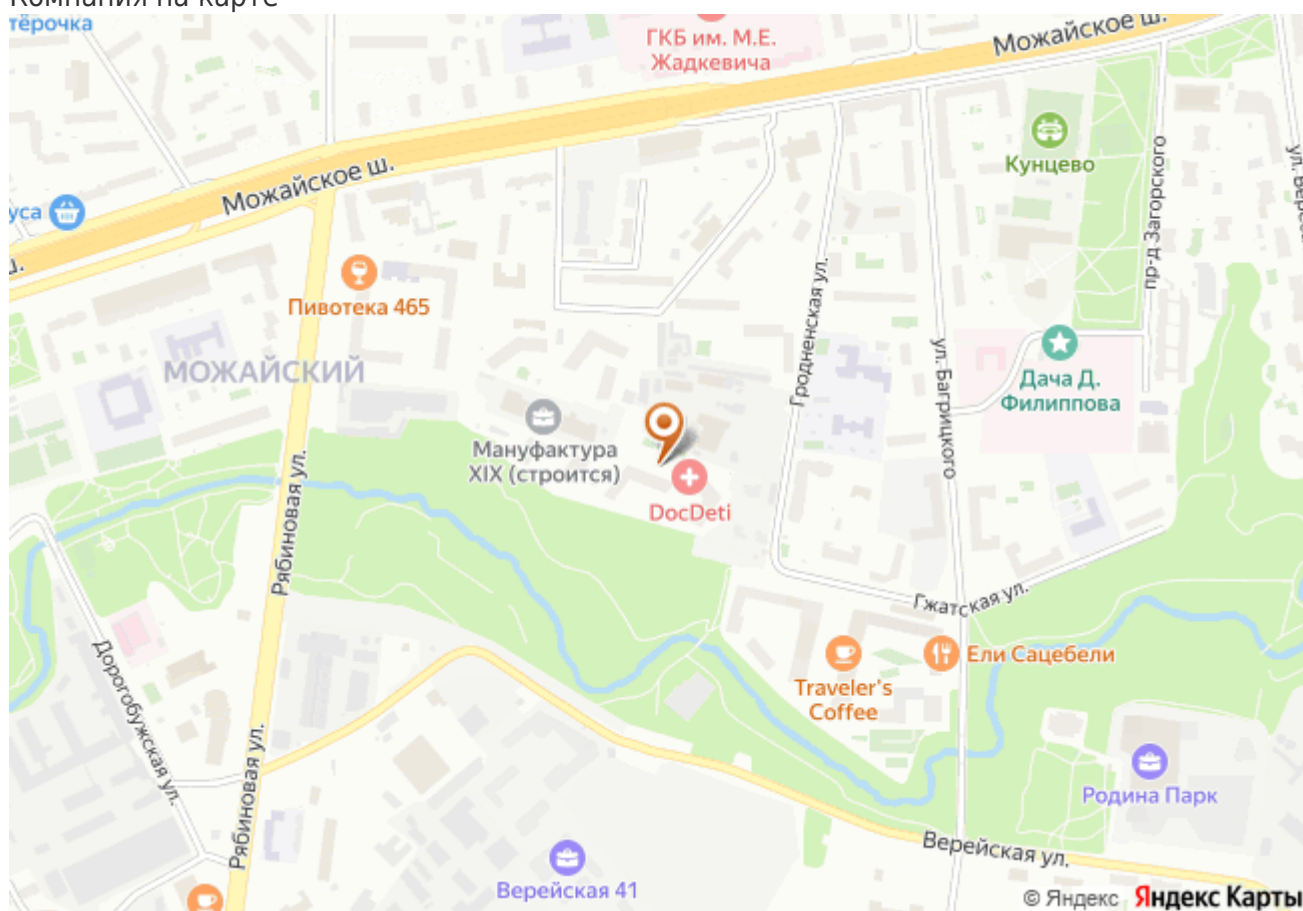 Компания на карте
тёрочка
ГКБ им. М.Е.
Жадкевича
Можайское ш.
Кунцево
пр-д Загорского
Можайское ш.
уса
ш.
Пивотека 465
МОЖАЙСКИЙ
Гродненская ул.
ул. Багрицкого
Дача Д.
Филиппова
Мануфактура
XIX (строится)
DocDeti
Рябиновая ул.
Гжатская ул.
Ели Сацебели
Traveler's
Coffee
Дорогобужская ул.
Рябиновая ул.
Родина Парк
Верейская ул.
Верейская 41
© Яндекс Яндекс Карты